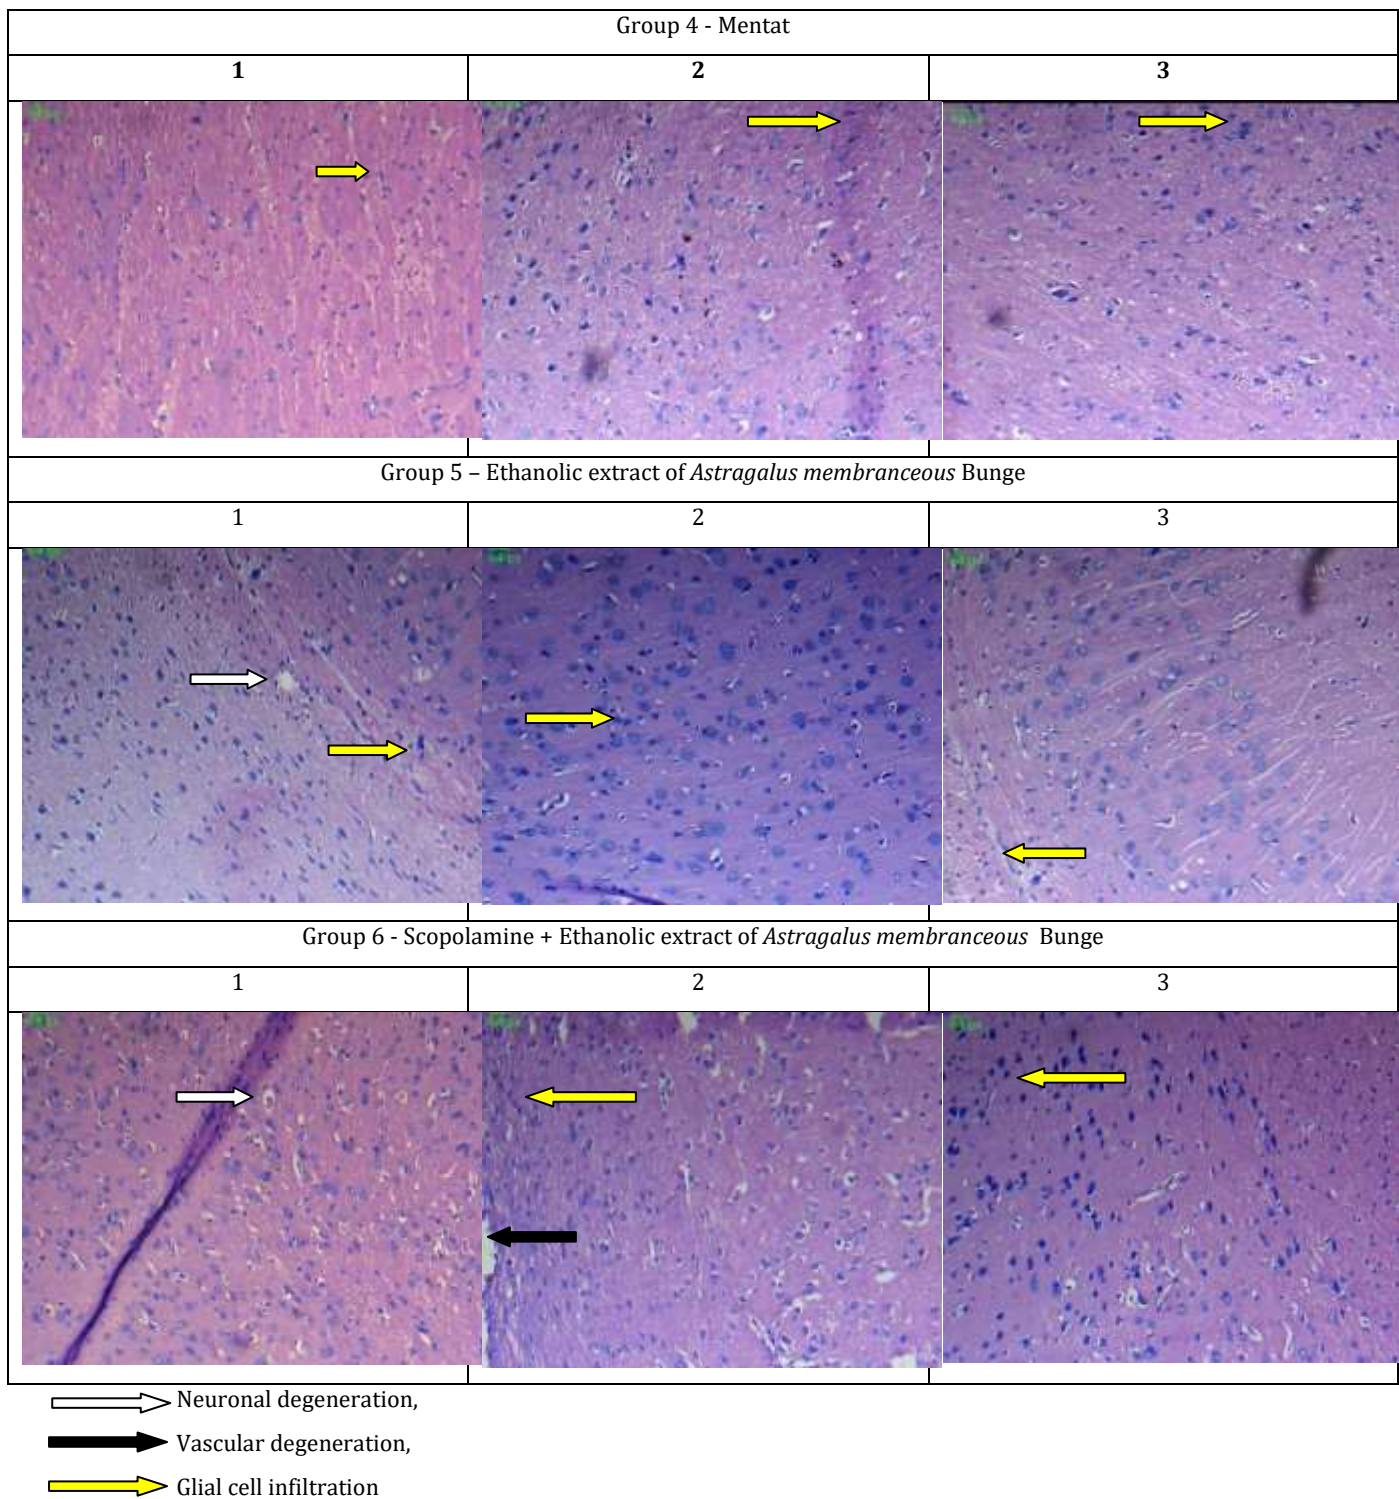 Group 4 - Mentat
1 2 3
Group 5 – Ethanolic extract of Astragalus membranceous Bunge
1 2 3
Group 6 - Scopolamine + Ethanolic extract of Astragalus membranceous Bunge
1 2 3
Neuronal degeneration,
Vascular degeneration,
Glial cell infiltration